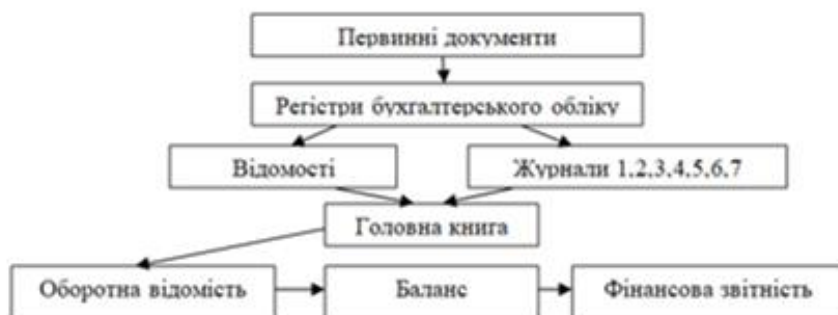 Первинні документи
Регістри бухгалтерського обліку
Відомості
Журнали 1,2,3,4,5,6,7
Головна книга
Оборотна відомість
Баланс
Фінансова звітність